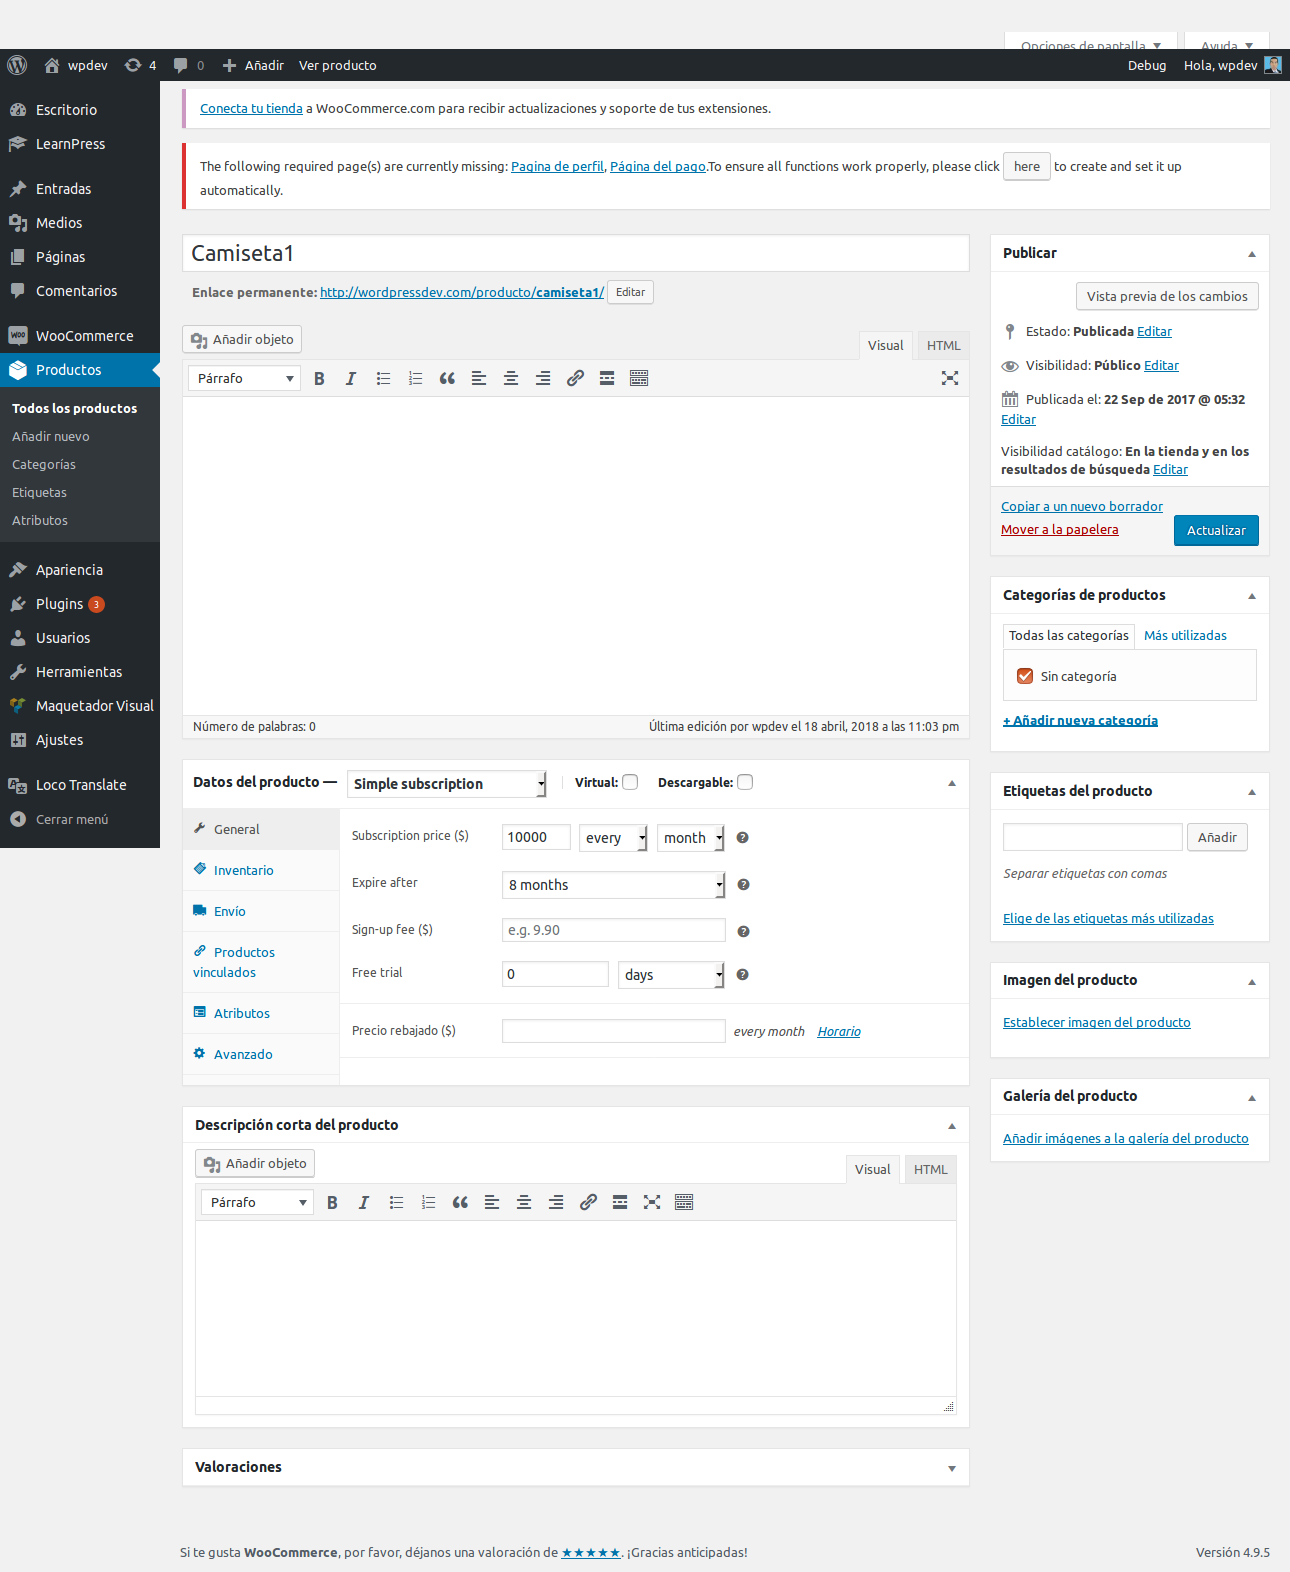 Opciones de pantalla
Ayuda
wpdev
4
0
Añadir
Ver producto
Debug
Hola, wpdev
Escritorio
LearnPress
Entradas
Medios
Páginas
Comentarios
WooCommerce
Productos
Todos los productos
Añadir nuevo
Categorías
Etiquetas
Atributos
Apariencia
Plugins 3
Usuarios
Herramientas
Maquetador Visual
Ajustes
Loco Translate
Cerrar menú
Conecta tu tienda a WooCommerce.com para recibir actualizaciones y soporte de tus extensiones.
The following required page(s) are currently missing: Pagina de perfil, Página del pago.To ensure all functions work properly, please click here to create and set it up
automatically.
Camiseta1
Enlace permanente: http://wordpressdev.com/producto/camiseta1/ Editar
Añadir objeto
Visual
HTML
Párrafo
Número de palabras: 0
Última edición por wpdev el 18 abril, 2018 a las 11:03 pm
Datos del producto — Simple subscription
Virtual:
Descargable:
General
Inventario
Envío
Productos
vinculados
Atributos
Avanzado
Subscription price ($) 10000 every month
Expire after 8 months
Sign-up fee ($) e.g. 9.90
Free trial 0 days
Precio rebajado ($) every month Horario
Descripción corta del producto
Añadir objeto
Visual
HTML
Párrafo
Valoraciones
Publicar
Vista previa de los cambios
Estado: Publicada Editar
Visibilidad: Público Editar
Publicada el: 22 Sep de 2017 @ 05:32
Editar
Visibilidad catálogo: En la tienda y en los
resultados de búsqueda Editar
Copiar a un nuevo borrador
Mover a la papelera
Actualizar
Categorías de productos
Todas las categorías
Más utilizadas
Sin categoría
+ Añadir nueva categoría
Etiquetas del producto
Añadir
Separar etiquetas con comas
Elige de las etiquetas más utilizadas
Imagen del producto
Establecer imagen del producto
Galería del producto
Añadir imágenes a la galería del producto
Si te gusta WooCommerce, por favor, déjanos una valoración de ★★★★★. ¡Gracias anticipadas!
Versión 4.9.5